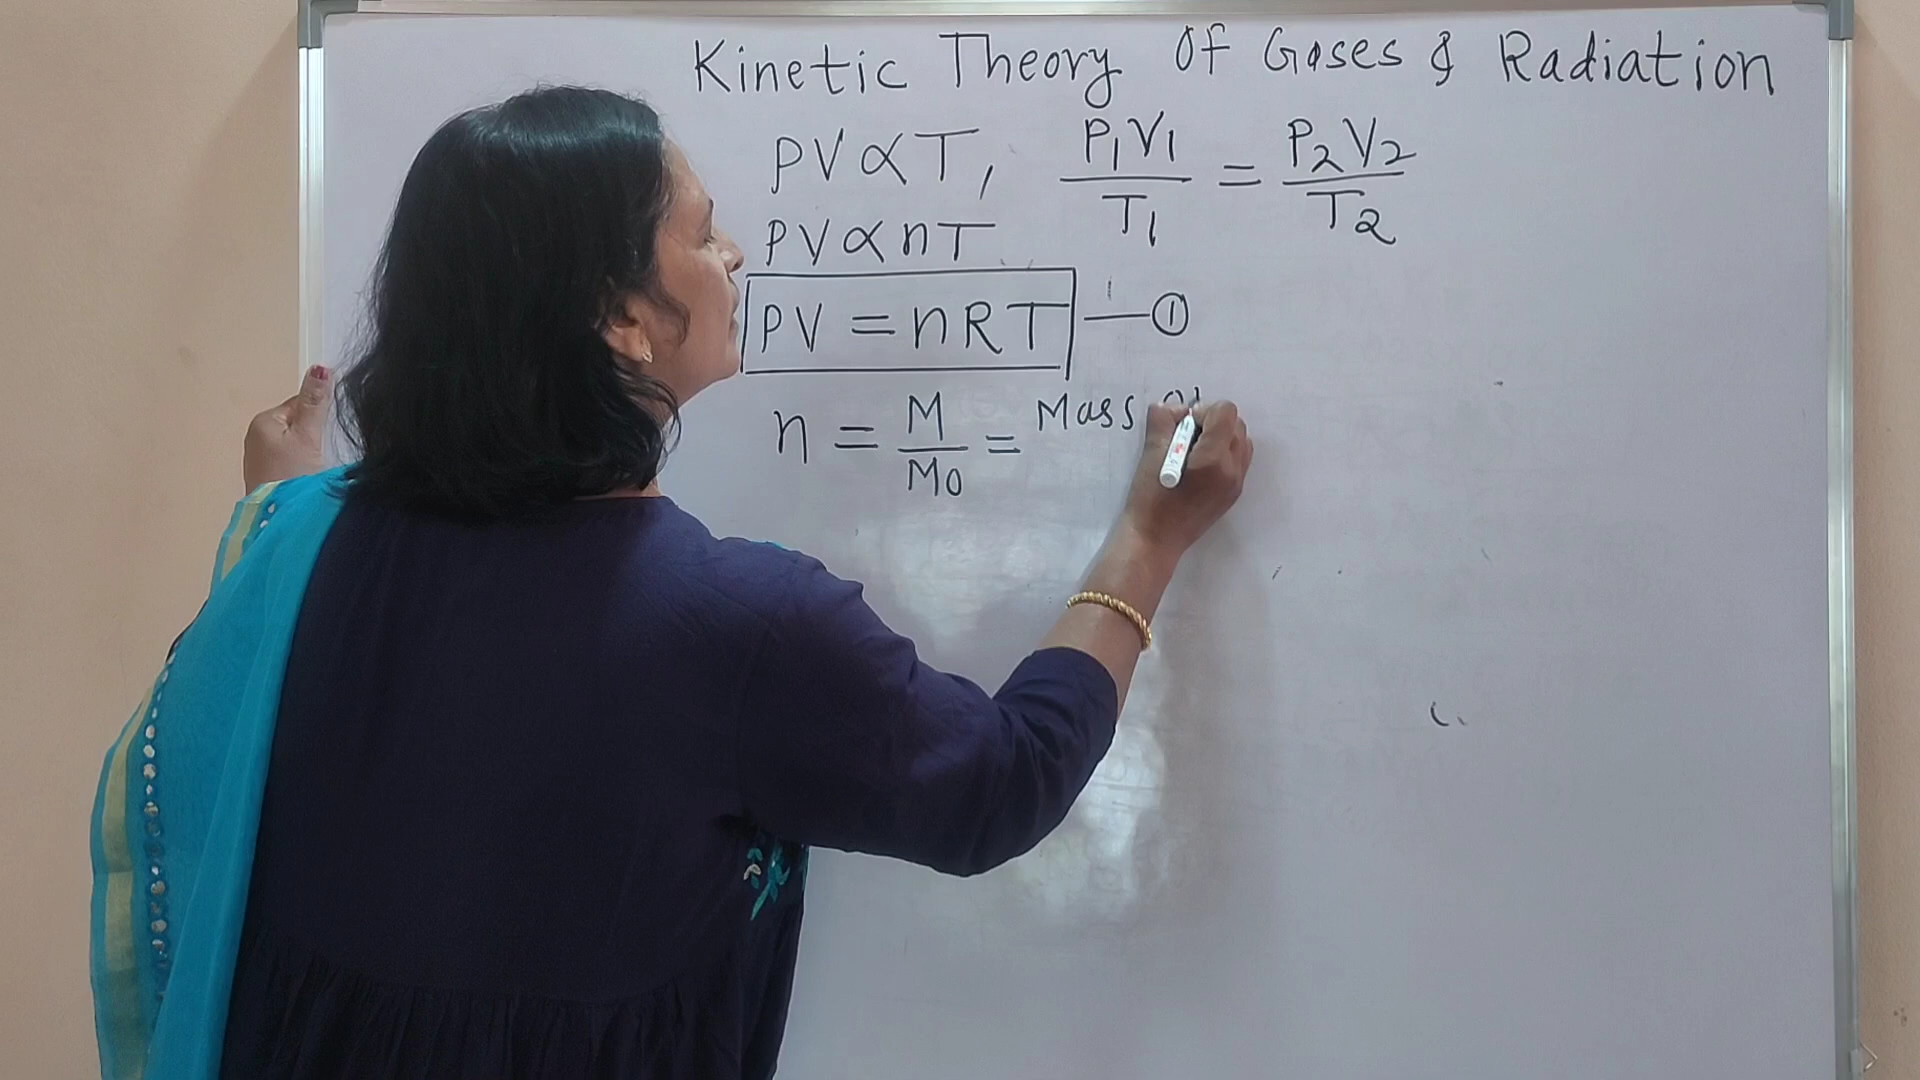 Kinetic Theory Of Gases & Radiation
PV ∝ T, P1V1/T1 = P2V2/T2
PV ∝ nT
PV = nRT —①
n = M/M0 = Mass